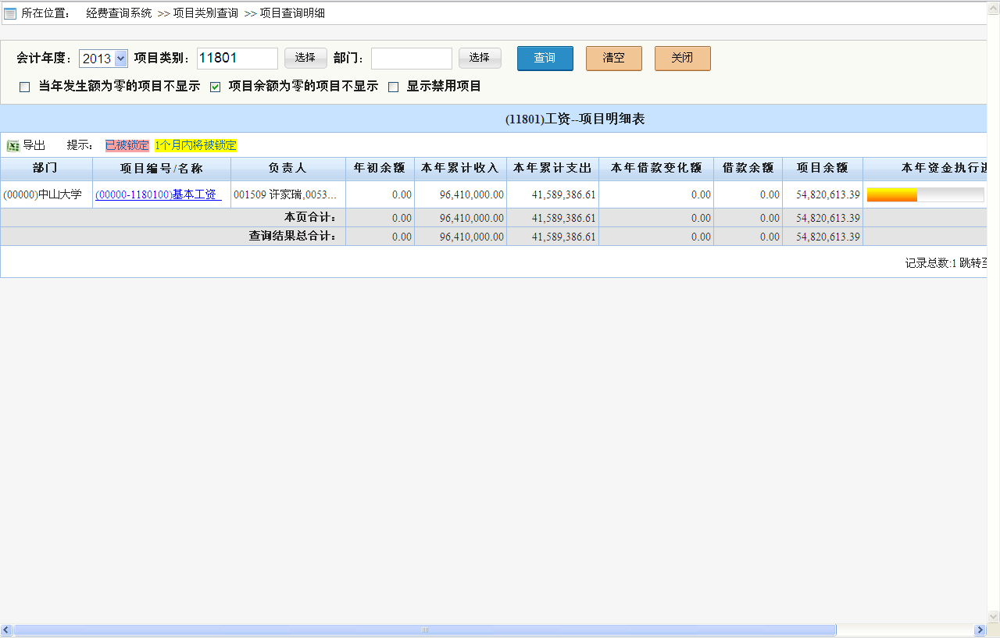 所在位置： 经费查询系统 >> 项目类别查询 >> 项目查询明细
会计年度： 2013 项目类别： 11801 选择 部门： 选择 查询 清空 关闭
当年发生额为零的项目不显示 项目余额为零的项目不显示 显示禁用项目
(11801)工资--项目明细表
导出 提示： 已被锁定 1个月内将被锁定
部门 项目编号/名称 负责人 年初余额 本年累计收入 本年累计支出 本年借款变化额 借款余额 项目余额 本年资金执行进
(00000)中山大学 (00000-1180100)基本工资 001509 许家瑞,0053... 0.00 96,410,000.00 41,589,386.61 0.00 0.00 54,820,613.39
本页合计： 0.00 96,410,000.00 41,589,386.61 0.00 0.00 54,820,613.39
查询结果总合计： 0.00 96,410,000.00 41,589,386.61 0.00 0.00 54,820,613.39
记录总数:1 跳转至